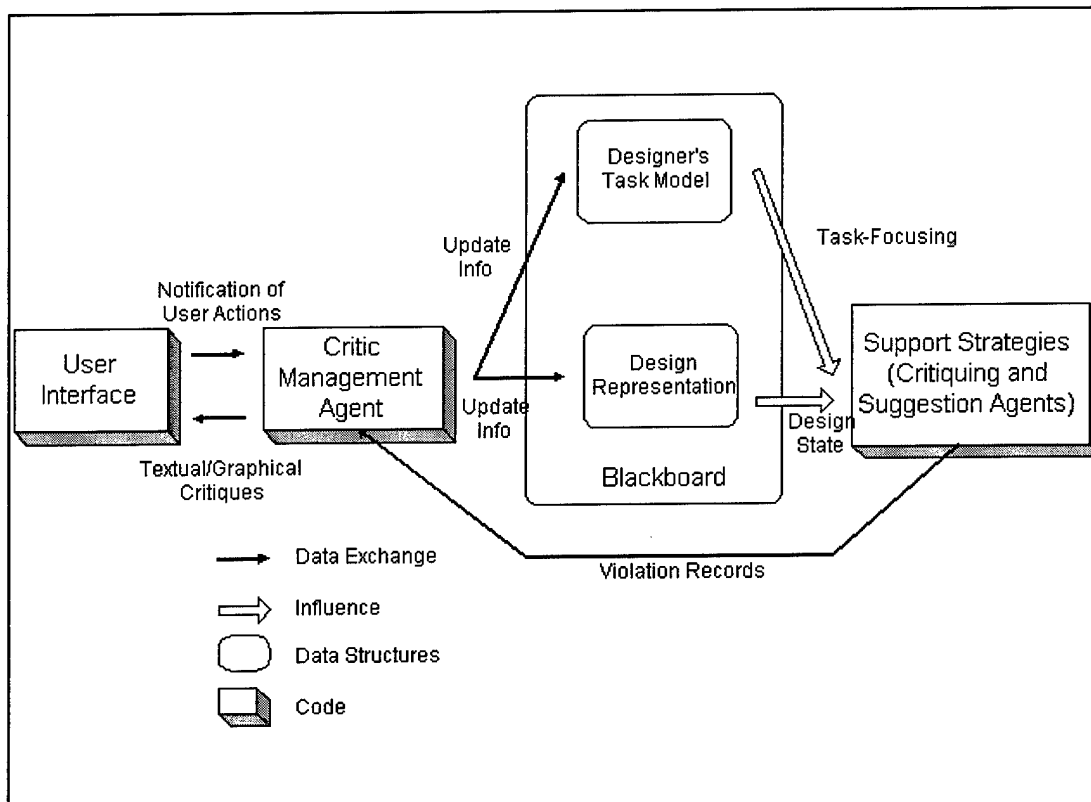 Designer's
Task Model
Task-Focusing
Update
Info
Notification of
User Actions
User
Interface
Critic
Management
Agent
Update
Info
Design
Representation
Design
State
Support Strategies
(Critiquing and
Suggestion Agents)
Textual/Graphical
Critiques
Blackboard
Violation Records
Data Exchange
Influence
Data Structures
Code